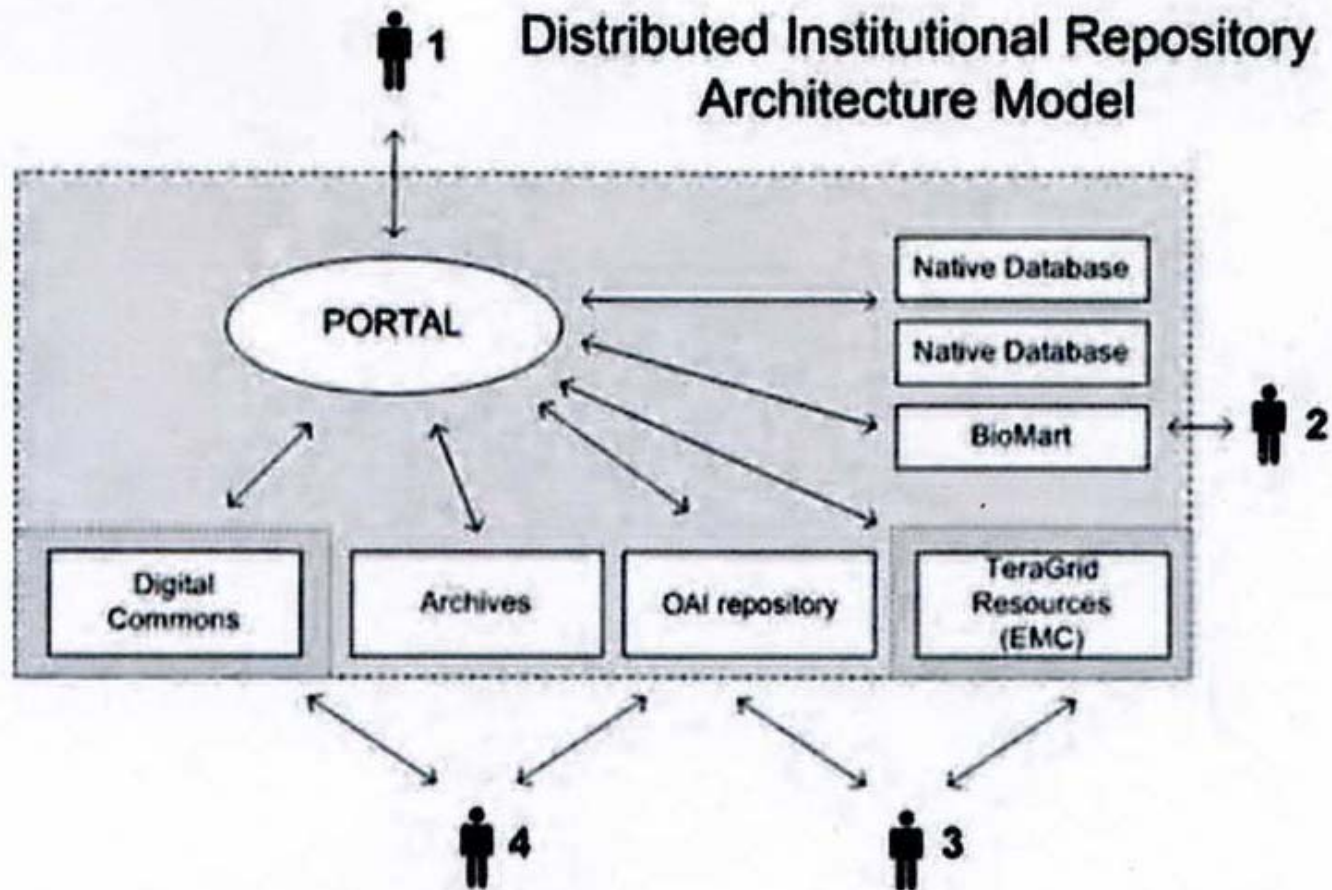 1
Distributed Institutional Repository
Architecture Model
PORTAL
Native Database
Native Database
BioMart
2
Digital
Commons
Archives
OAI repository
TeraGrid
Resources
(EMC)
4
3